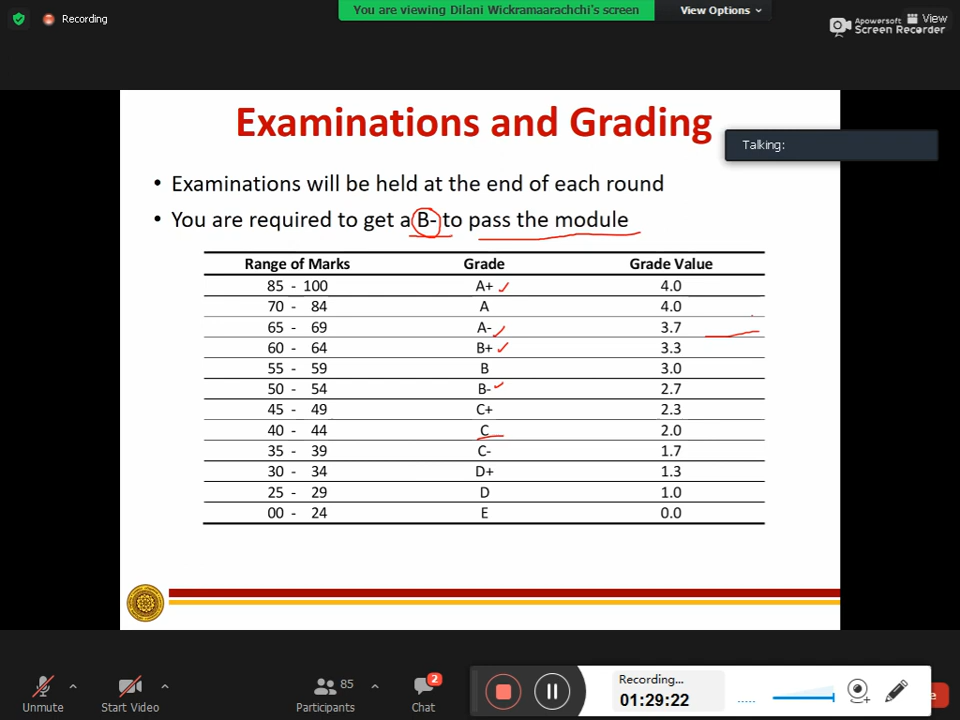 Recording
You are viewing Dilani Wickramaarachchi's screen
View Options
Apowersoft
Screen Recorder
View
Examinations and Grading
Talking:
• Examinations will be held at the end of each round
• You are required to get a B- to pass the module
Range of Marks Grade Grade Value
85 - 100 A+ 4.0
70 - 84 A 4.0
65 - 69 A- 3.7
60 - 64 B+ 3.3
55 - 59 B 3.0
50 - 54 B- 2.7
45 - 49 C+ 2.3
40 - 44 C 2.0
35 - 39 C- 1.7
30 - 34 D+ 1.3
25 - 29 D 1.0
00 - 24 E 0.0
Unmute
Start Video
85
Participants
2
Chat
Recording...
01:29:22
e